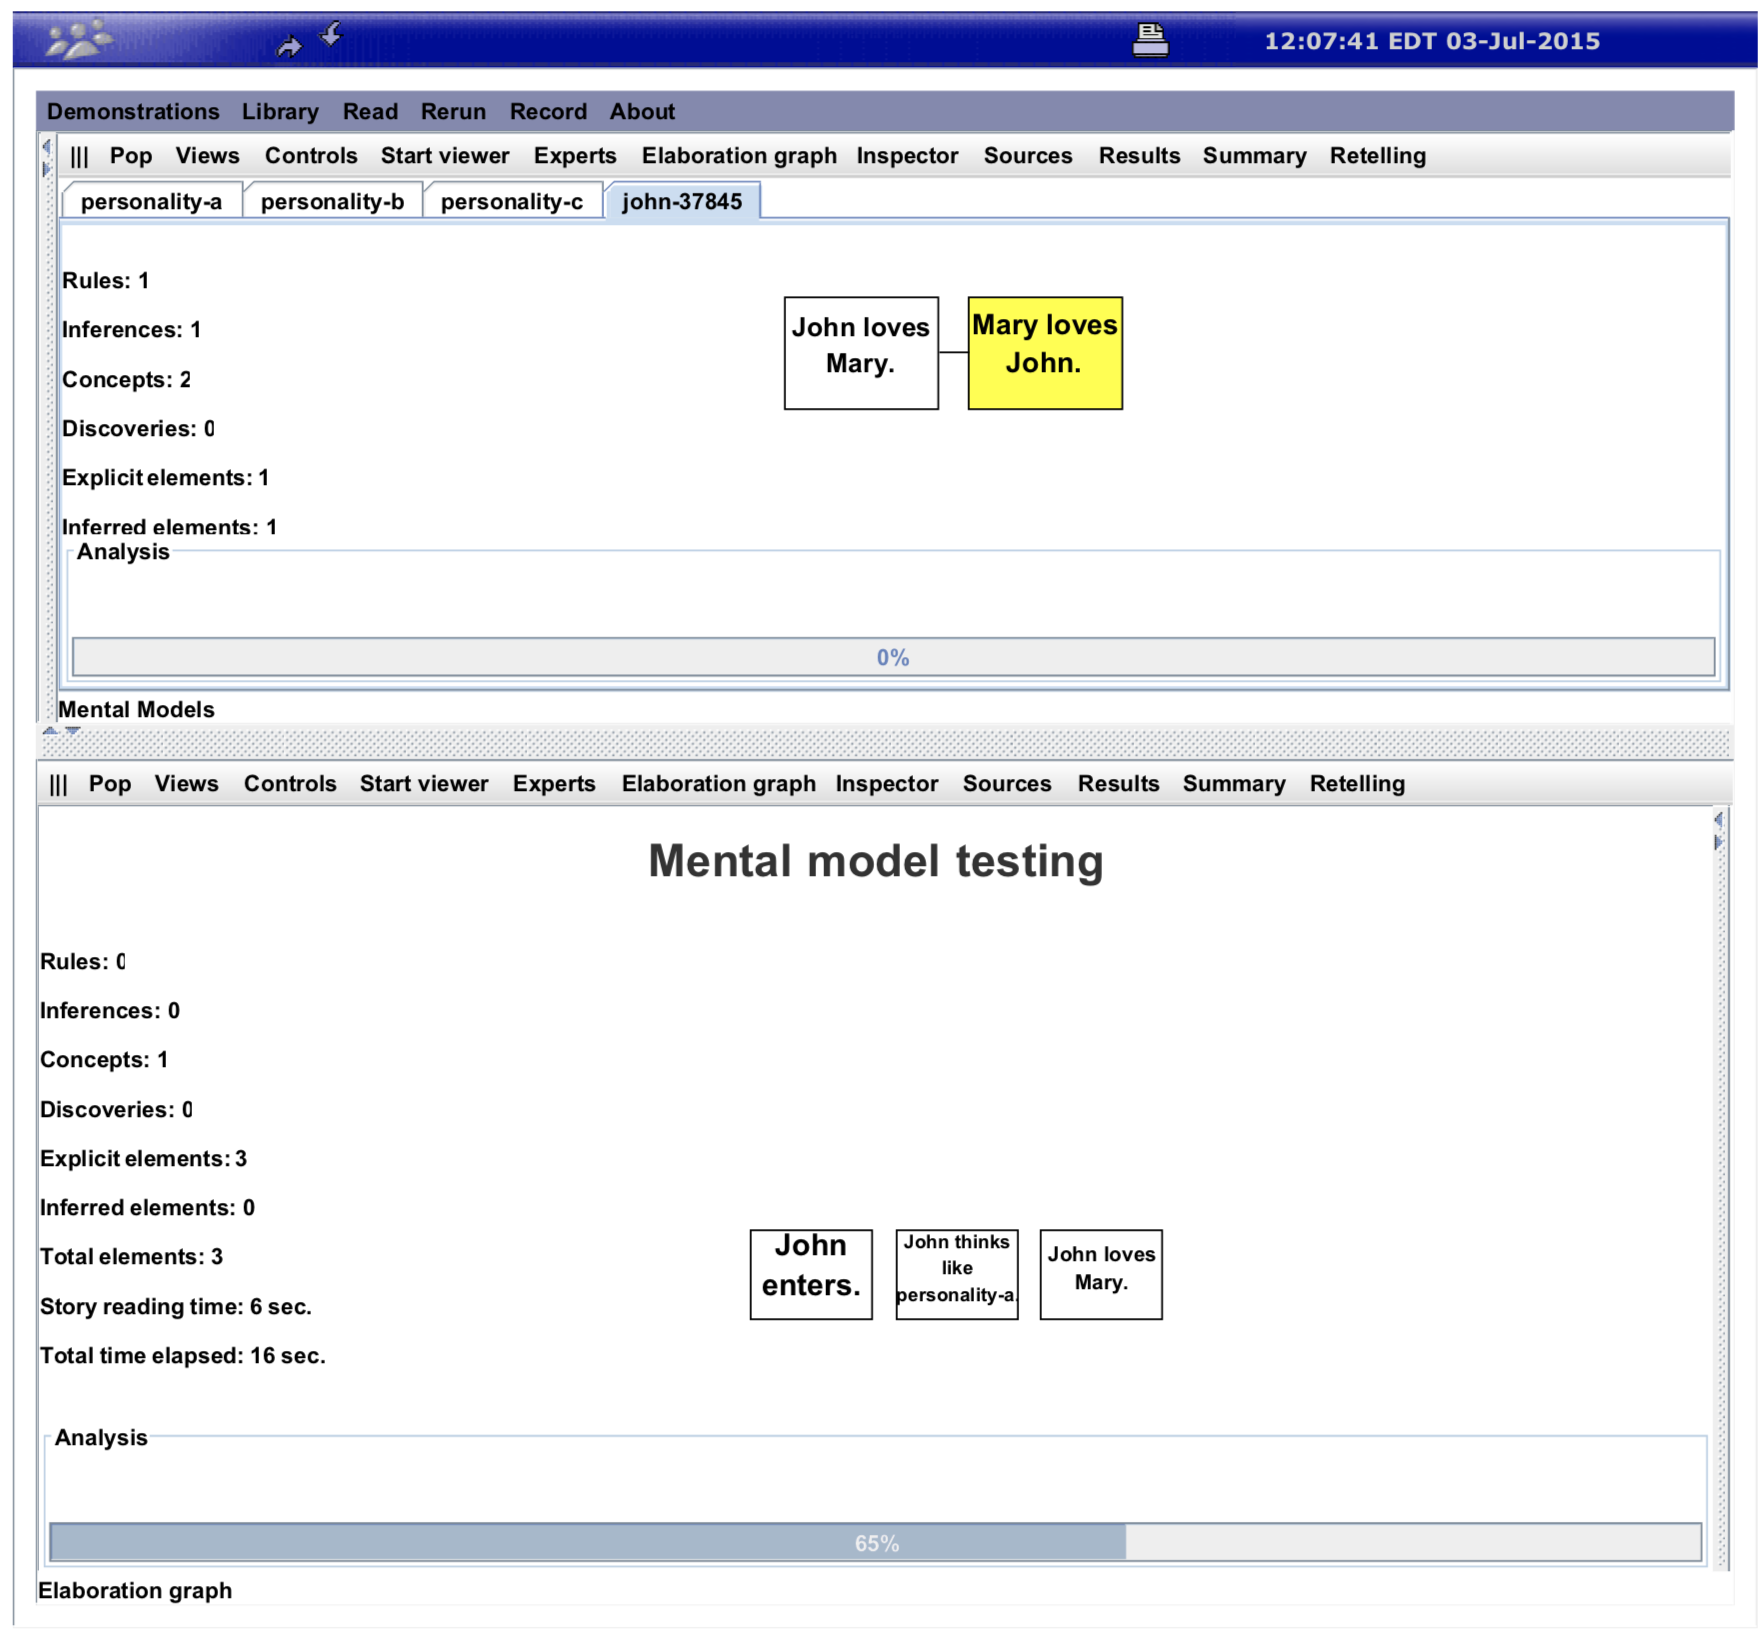 12:07:41 EDT 03-Jul-2015
Demonstrations Library Read Rerun Record About
||| Pop Views Controls Start viewer Experts Elaboration graph Inspector Sources Results Summary Retelling
personality-a personality-b personality-c john-37845
Rules: 1
Inferences: 1
Concepts: 2
Discoveries: 0
Explicit elements: 1
Inferred elements: 1
John loves
Mary.
Mary loves
John.
Analysis
0%
Mental Models
||| Pop Views Controls Start viewer Experts Elaboration graph Inspector Sources Results Summary Retelling
Mental model testing
Rules: 0
Inferences: 0
Concepts: 1
Discoveries: 0
Explicit elements: 3
Inferred elements: 0
Total elements: 3
Story reading time: 6 sec.
Total time elapsed: 16 sec.
John
enters.
John thinks
like
personality-a.
John loves
Mary.
Analysis
65%
Elaboration graph